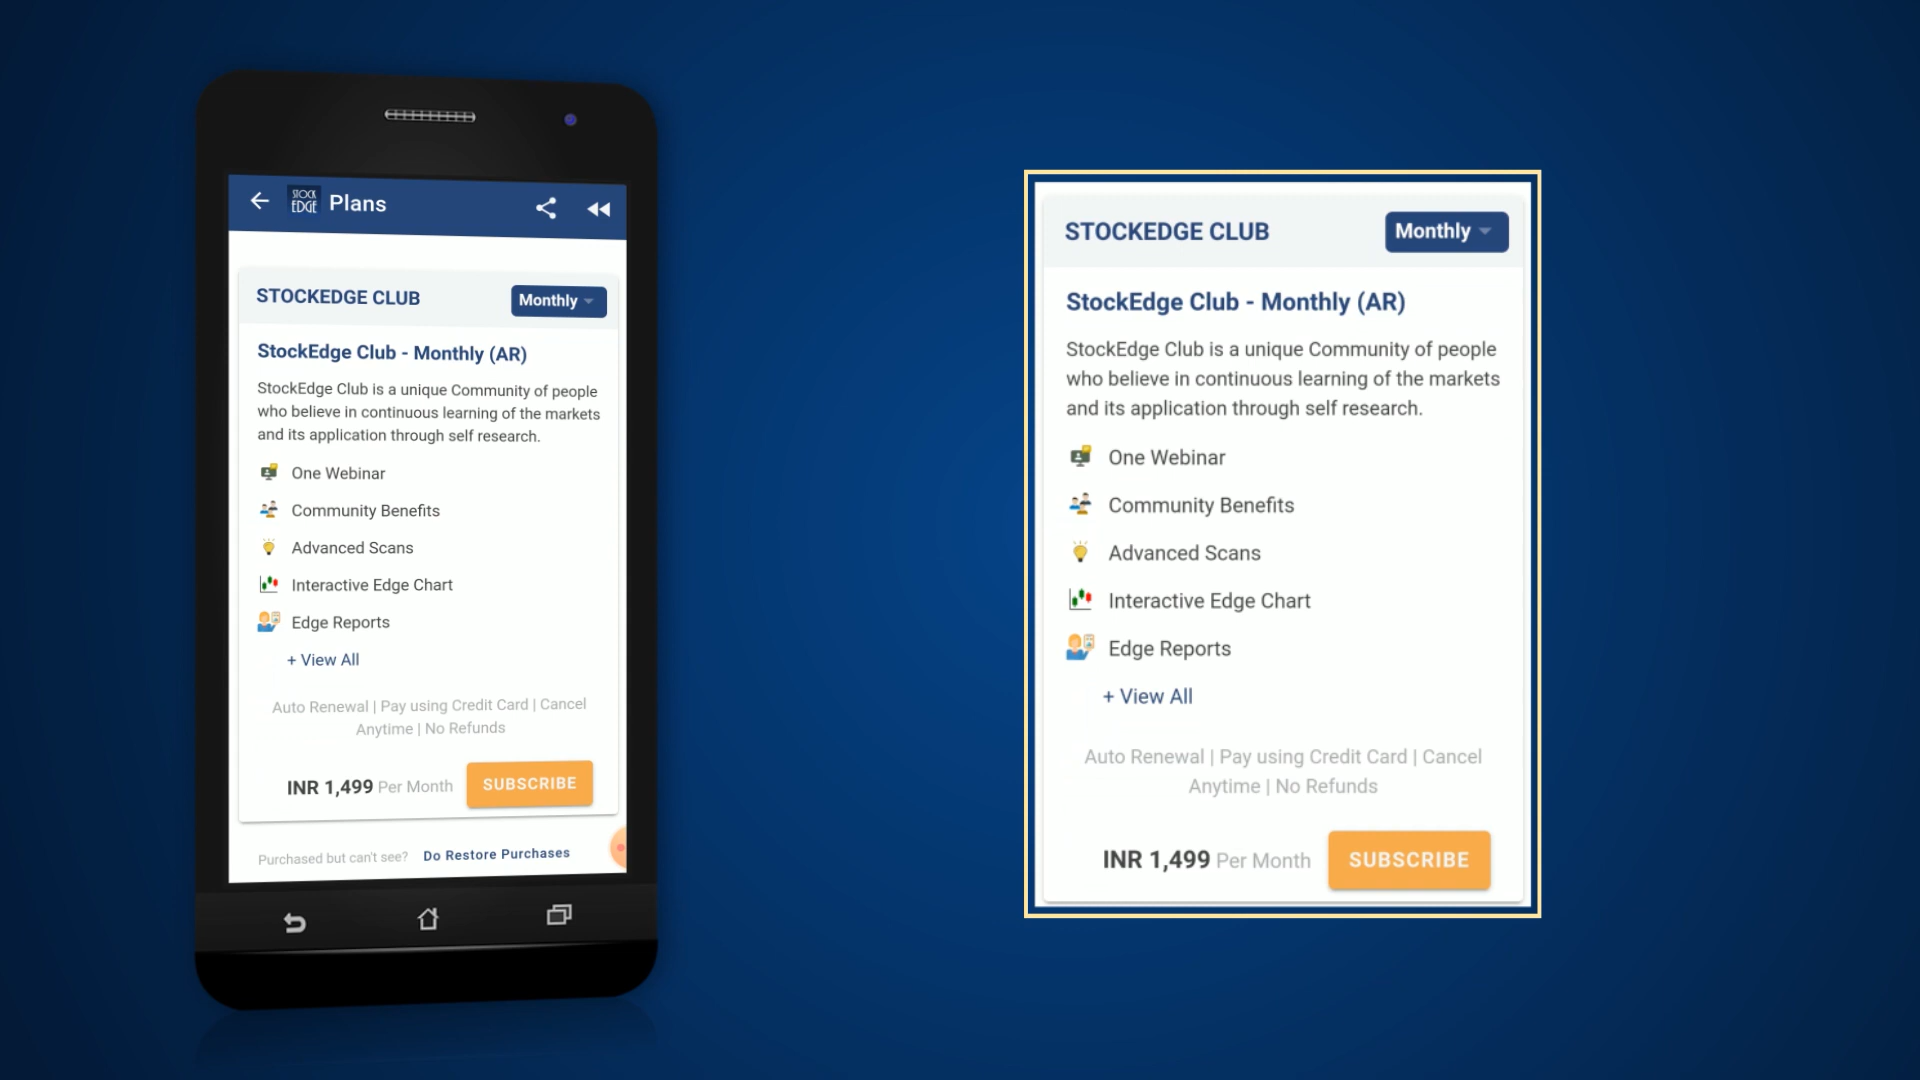 STOCK
EDGE
Plans
STOCKEDGE CLUB
Monthly
StockEdge Club - Monthly (AR)
StockEdge Club is a unique Community of people
who believe in continuous learning of the markets
and its application through self research.
One Webinar
Community Benefits
Advanced Scans
Interactive Edge Chart
Edge Reports
+ View All
Auto Renewal | Pay using Credit Card | Cancel
Anytime | No Refunds
INR 1,499 Per Month
SUBSCRIBE
Purchased but can't see? Do Restore Purchases
STOCKEDGE CLUB
Monthly
StockEdge Club - Monthly (AR)
StockEdge Club is a unique Community of people
who believe in continuous learning of the markets
and its application through self research.
One Webinar
Community Benefits
Advanced Scans
Interactive Edge Chart
Edge Reports
+ View All
Auto Renewal | Pay using Credit Card | Cancel
Anytime | No Refunds
INR 1,499 Per Month
SUBSCRIBE